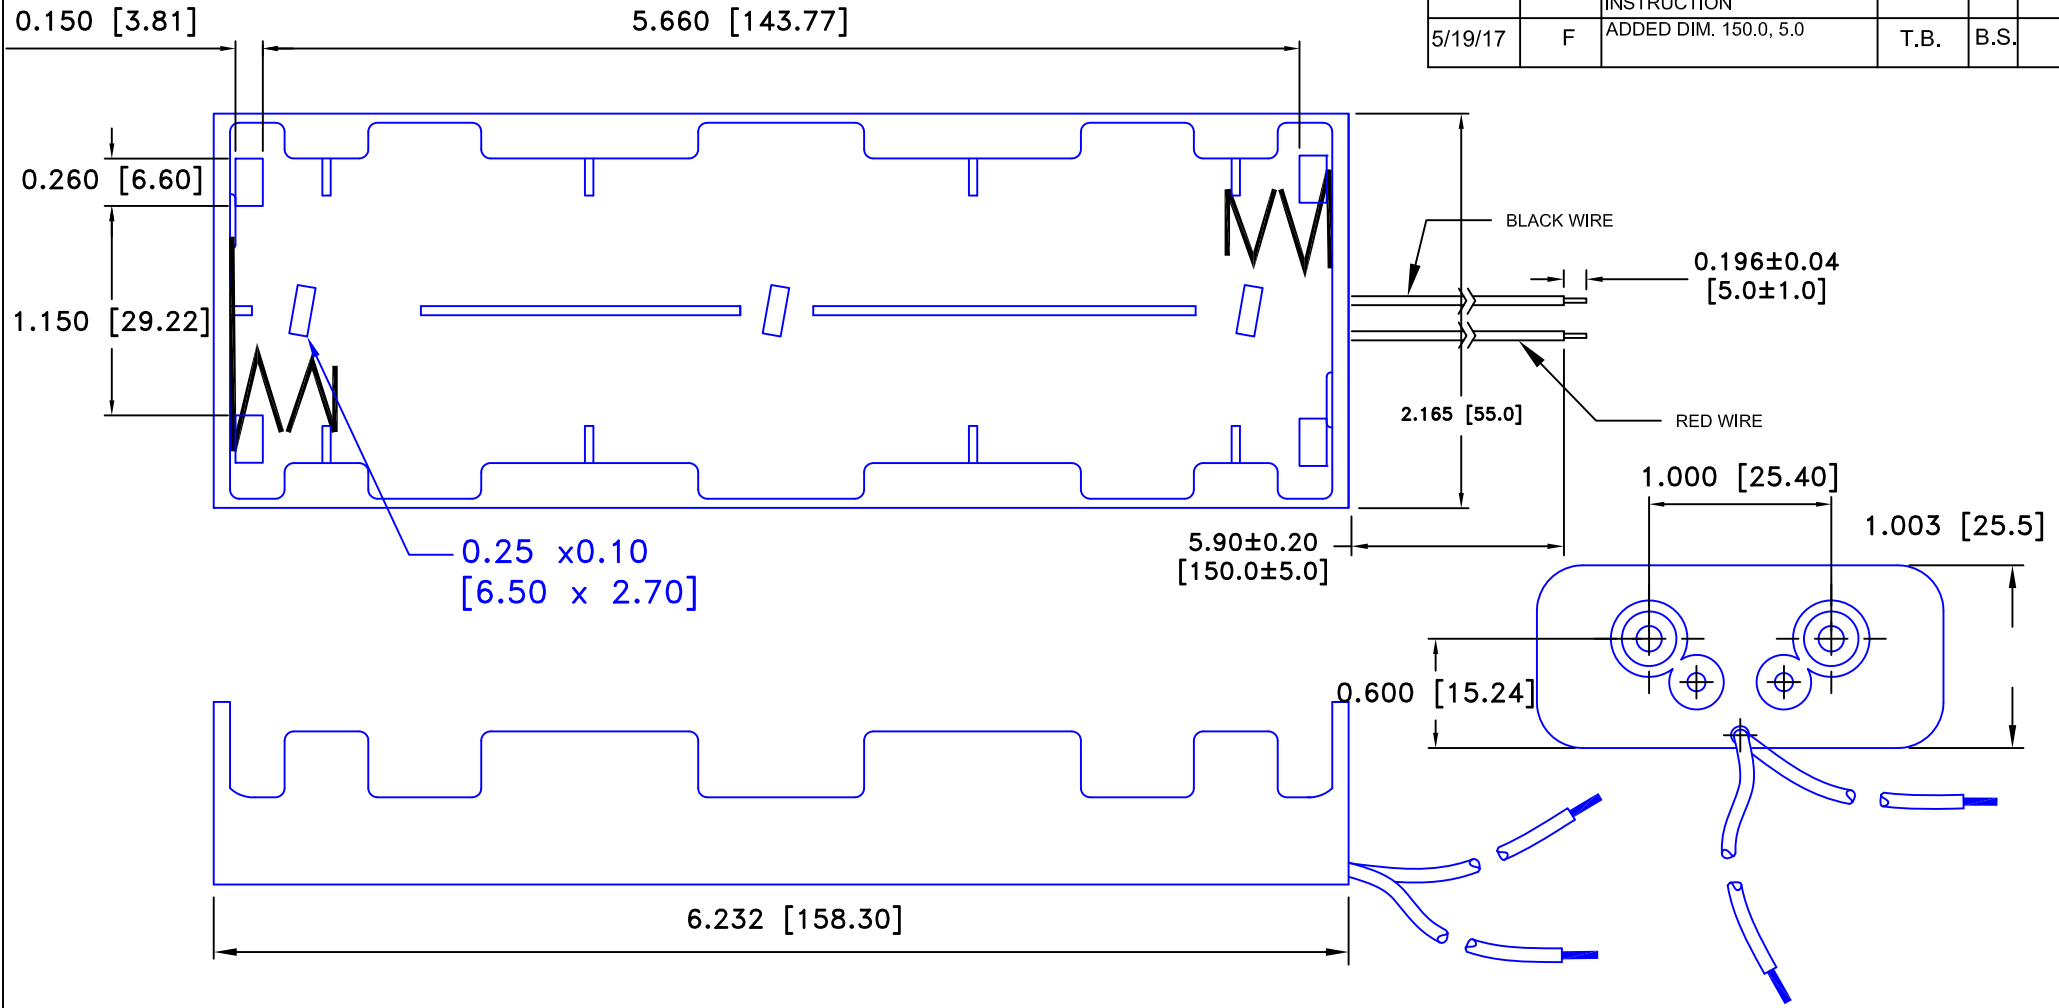 0.150 [3.81]
5.660 [143.77]
INSTRUCTION
5/19/17 F ADDED DIM. 150.0, 5.0 T.B. B.S.
0.260 [6.60]
BLACK WIRE
0.196±0.04
[5.0±1.0]
1.150 [29.22]
2.165 [55.0]
RED WIRE
1.000 [25.40]
1.003 [25.5]
0.25 x0.10
[6.50 x 2.70]
5.90±0.20
[150.0±5.0]
0.600 [15.24]
6.232 [158.30]